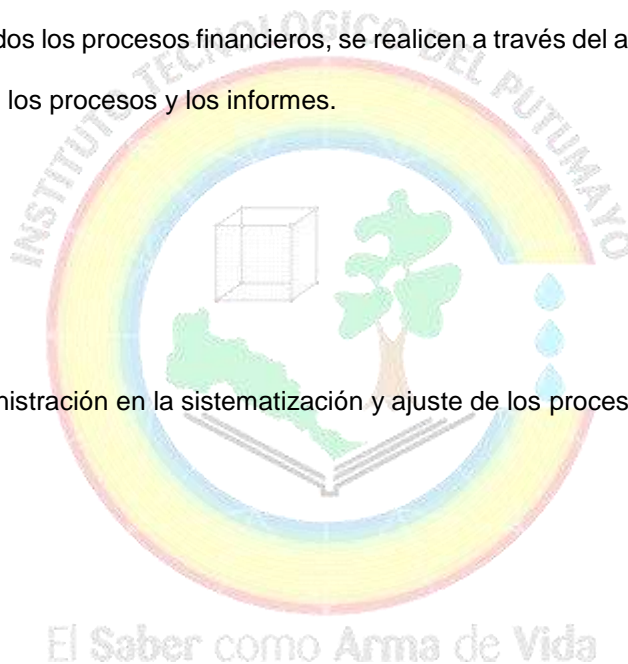 dos los procesos financieros, se realicen a través del a
los procesos y los informes.
INSTITUTO TECNOLOGICO DEL PUTUMAYO
nistración en la sistematización y ajuste de los proces
El Saber como Arma de Vida